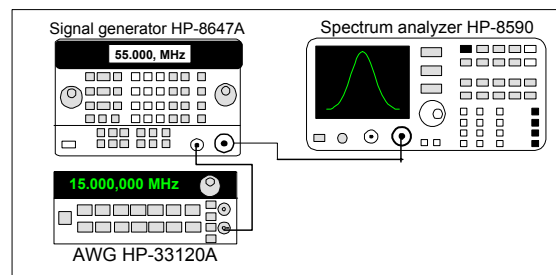 Signal generator HP-8647A
Spectrum analyzer HP-8590
55.000, MHz
15.000,000 MHz
AWG HP-33120A